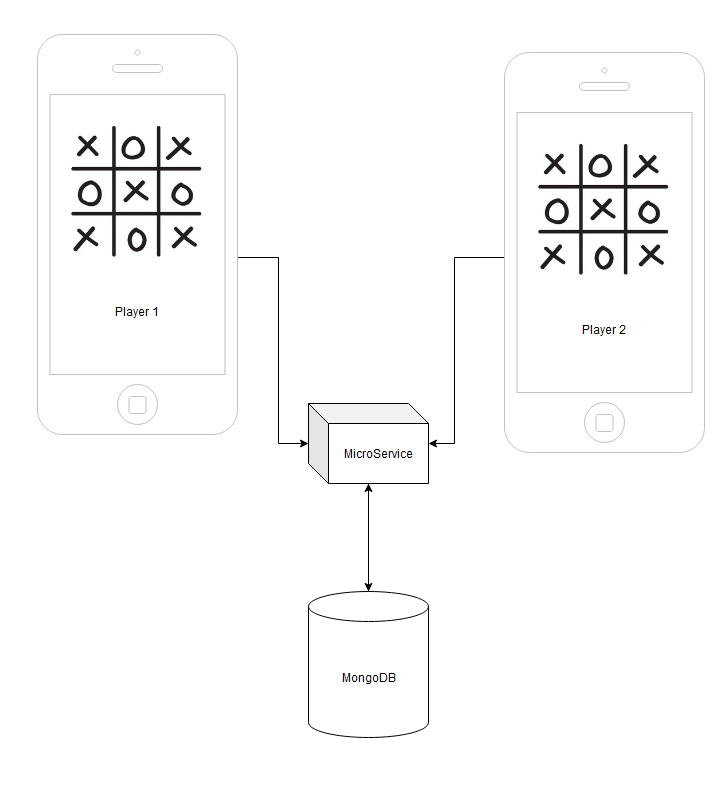 X O X
O X O
X O X
Player 1
X O X
O X O
X O X
Player 2
MicroService
MongoDB